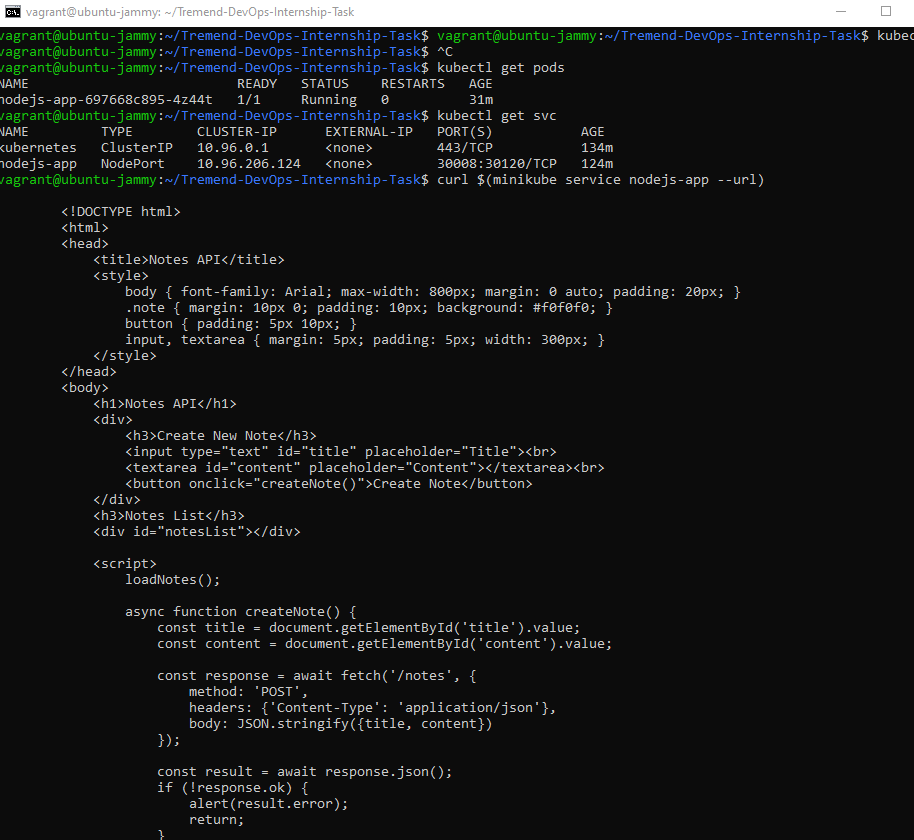 vagrant@ubuntu-jammy: ~/Tremend-DevOps-Internship-Task
vagrant@ubuntu-jammy:~/Tremend-DevOps-Internship-Task$ vagrant@ubuntu-jammy:~/Tremend-DevOps-Internship-Task$ kubec
vagrant@ubuntu-jammy:~/Tremend-DevOps-Internship-Task$ ^C
vagrant@ubuntu-jammy:~/Tremend-DevOps-Internship-Task$ kubectl get pods
NAME READY STATUS RESTARTS AGE
nodejs-app-697668c895-4z44t 1/1 Running 0 31m
vagrant@ubuntu-jammy:~/Tremend-DevOps-Internship-Task$ kubectl get svc
NAME TYPE CLUSTER-IP EXTERNAL-IP PORT(S) AGE
kubernetes ClusterIP 10.96.0.1 <none> 443/TCP 134m
nodejs-app NodePort 10.96.206.124 <none> 30008:30120/TCP 124m
vagrant@ubuntu-jammy:~/Tremend-DevOps-Internship-Task$ curl $(minikube service nodejs-app --url)
<!DOCTYPE html>
<html>
<head>
<title>Notes API</title>
<style>
body { font-family: Arial; max-width: 800px; margin: 0 auto; padding: 20px; }
.note { margin: 10px 0; padding: 10px; background: #f0f0f0; }
button { padding: 5px 10px; }
input, textarea { margin: 5px; padding: 5px; width: 300px; }
</style>
</head>
<body>
<h1>Notes API</h1>
<div>
<h3>Create New Note</h3>
<input type="text" id="title" placeholder="Title"><br>
<textarea id="content" placeholder="Content"></textarea><br>
<button onclick="createNote()">Create Note</button>
</div>
<h3>Notes List</h3>
<div id="notesList"></div>
<script>
loadNotes();
async function createNote() {
const title = document.getElementById('title').value;
const content = document.getElementById('content').value;
const response = await fetch('/notes', {
method: 'POST',
headers: {'Content-Type': 'application/json'},
body: JSON.stringify({title, content})
});
const result = await response.json();
if (!response.ok) {
alert(result.error);
return;
}